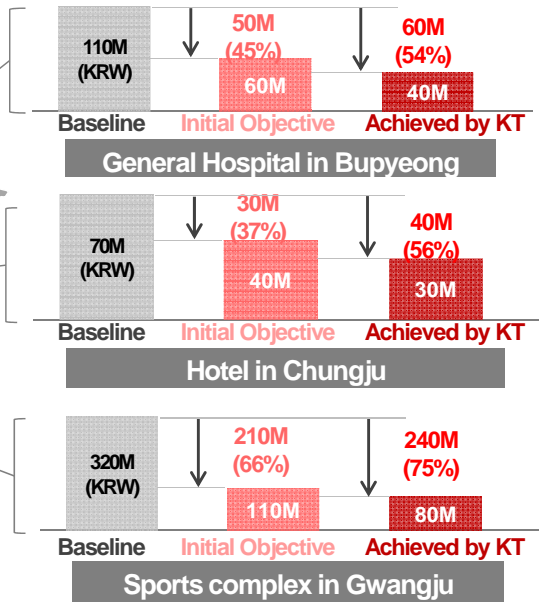 50M
(45%)
60M
(54%)
110M
(KRW)
60M
40M
Baseline
Initial Objective
Achieved by KT
General Hospital in Bupyeong
30M
(37%)
40M
(56%)
70M
(KRW)
40M
30M
Baseline
Initial Objective
Achieved by KT
Hotel in Chungju
210M
(66%)
240M
(75%)
320M
(KRW)
110M
80M
Baseline
Initial Objective
Achieved by KT
Sports complex in Gwangju